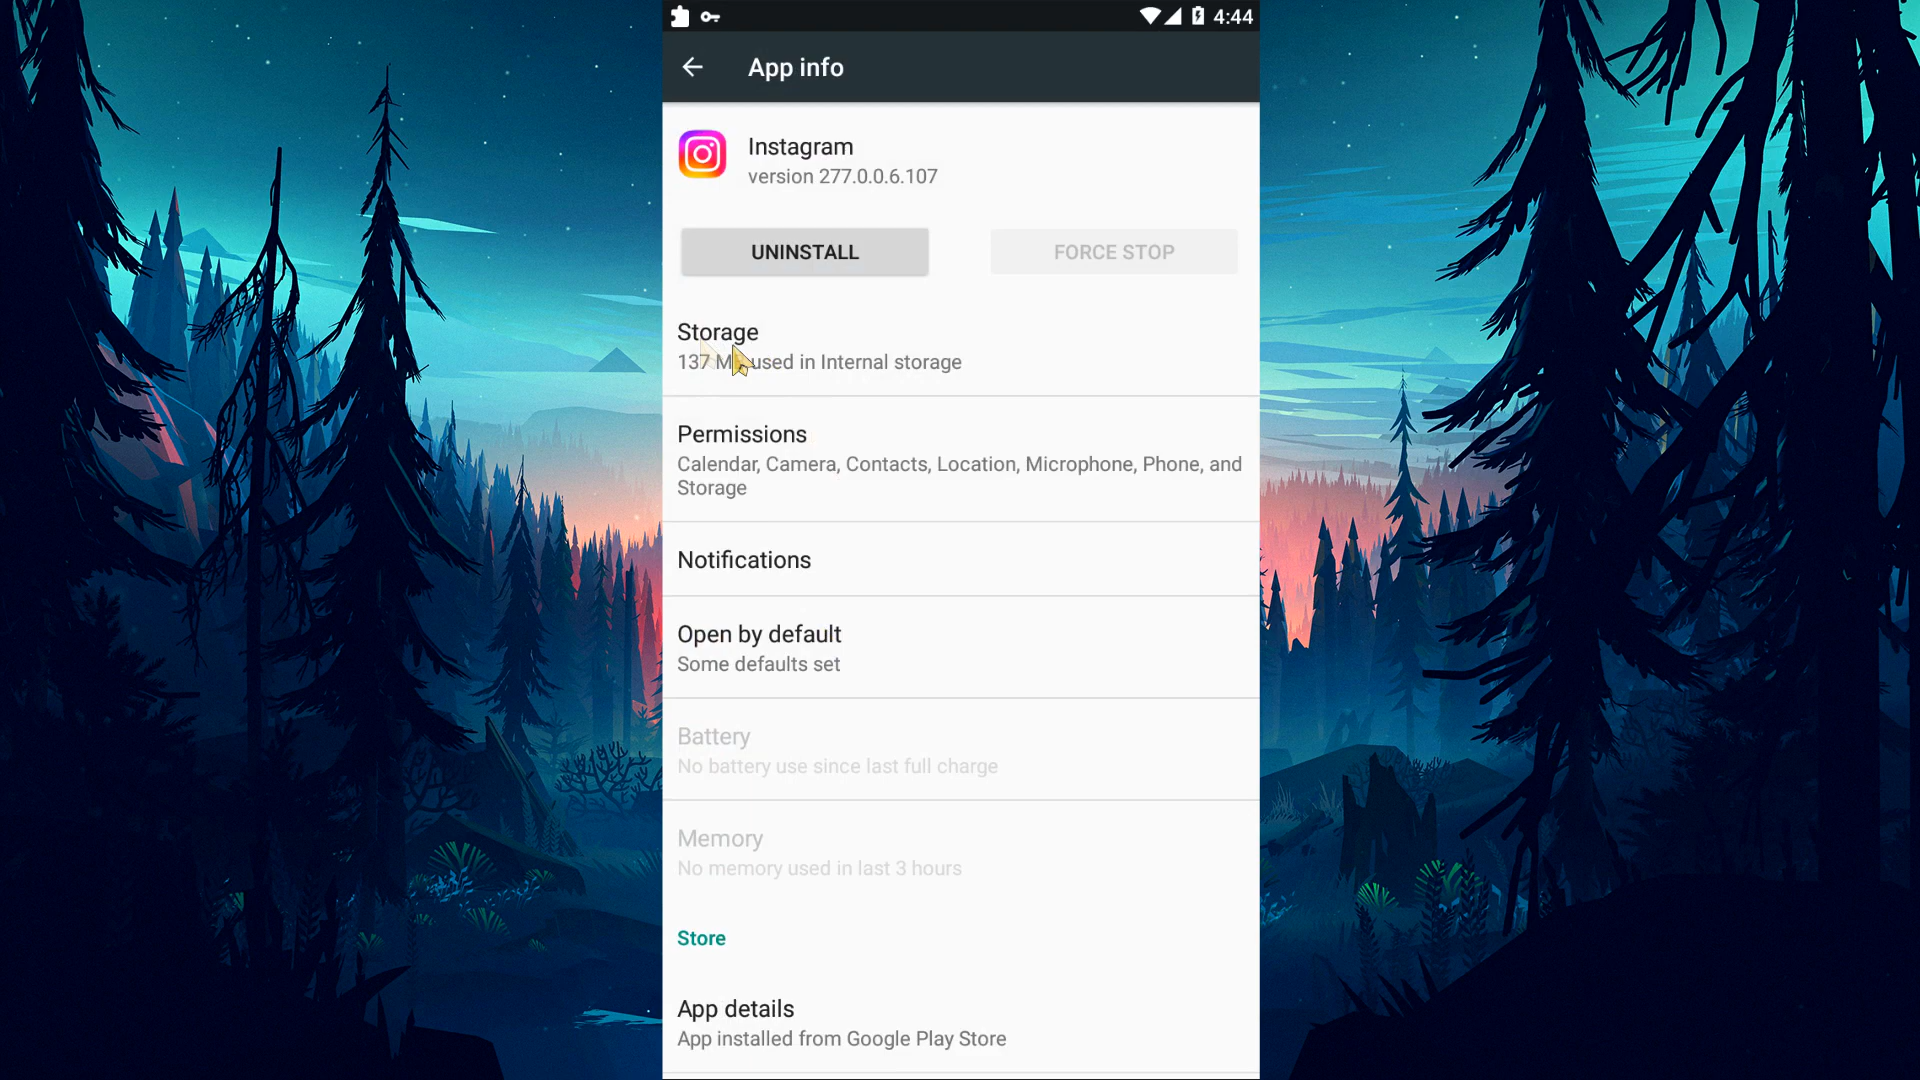 4:44
App info
Instagram
version 277.0.0.6.107
UNINSTALL
FORCE STOP
Storage
137 used in Internal storage
Permissions
Calendar, Camera, Contacts, Location, Microphone, Phone, and
Storage
Notifications
Open by default
Some defaults set
Battery
No battery use since last full charge
Memory
No memory used in last 3 hours
Store
App details
App installed from Google Play Store